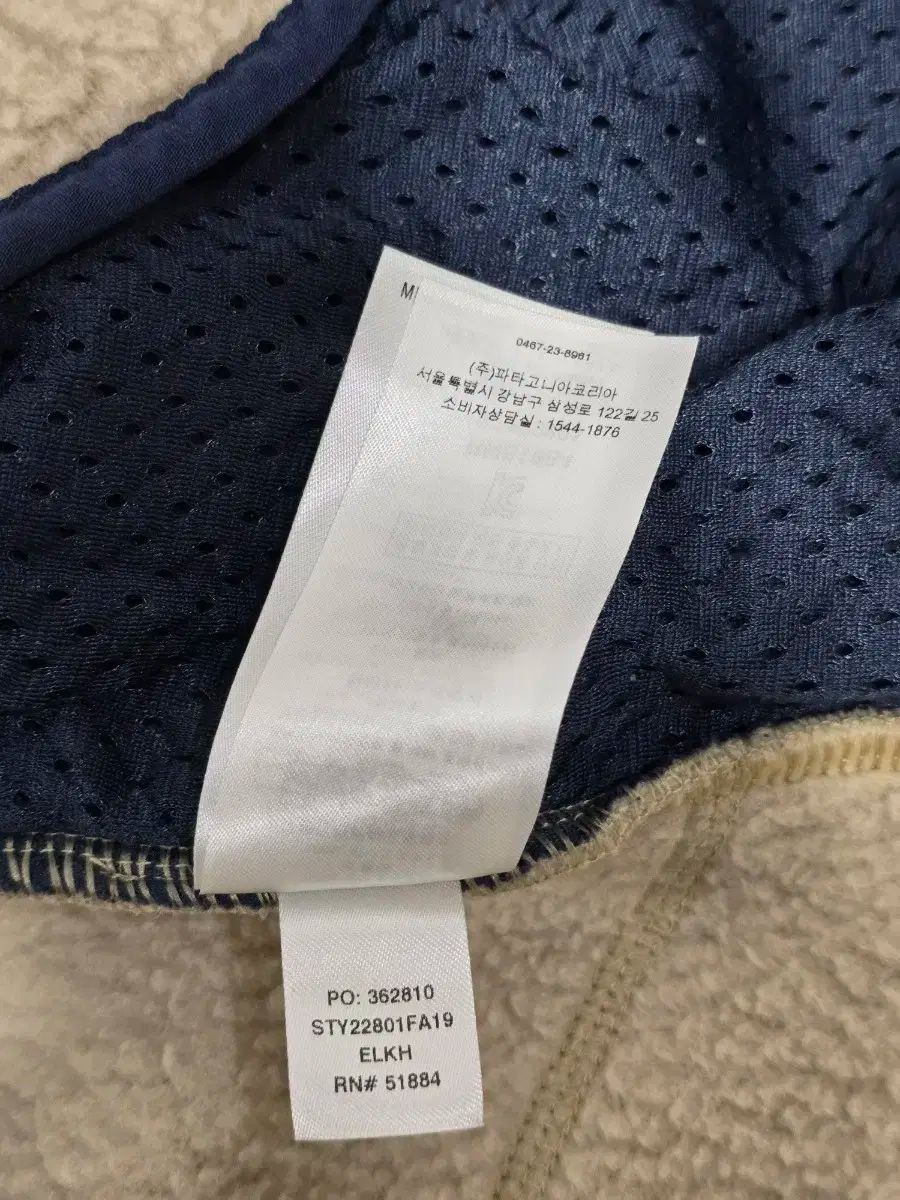 M
0467-23-8961
(주)파타고니아코리아
서울특별시 강남구 삼성로 122길 25
소비자상담실 : 1544-1876
PO: 362810
STY22801FA19
ELKH
RN# 51884